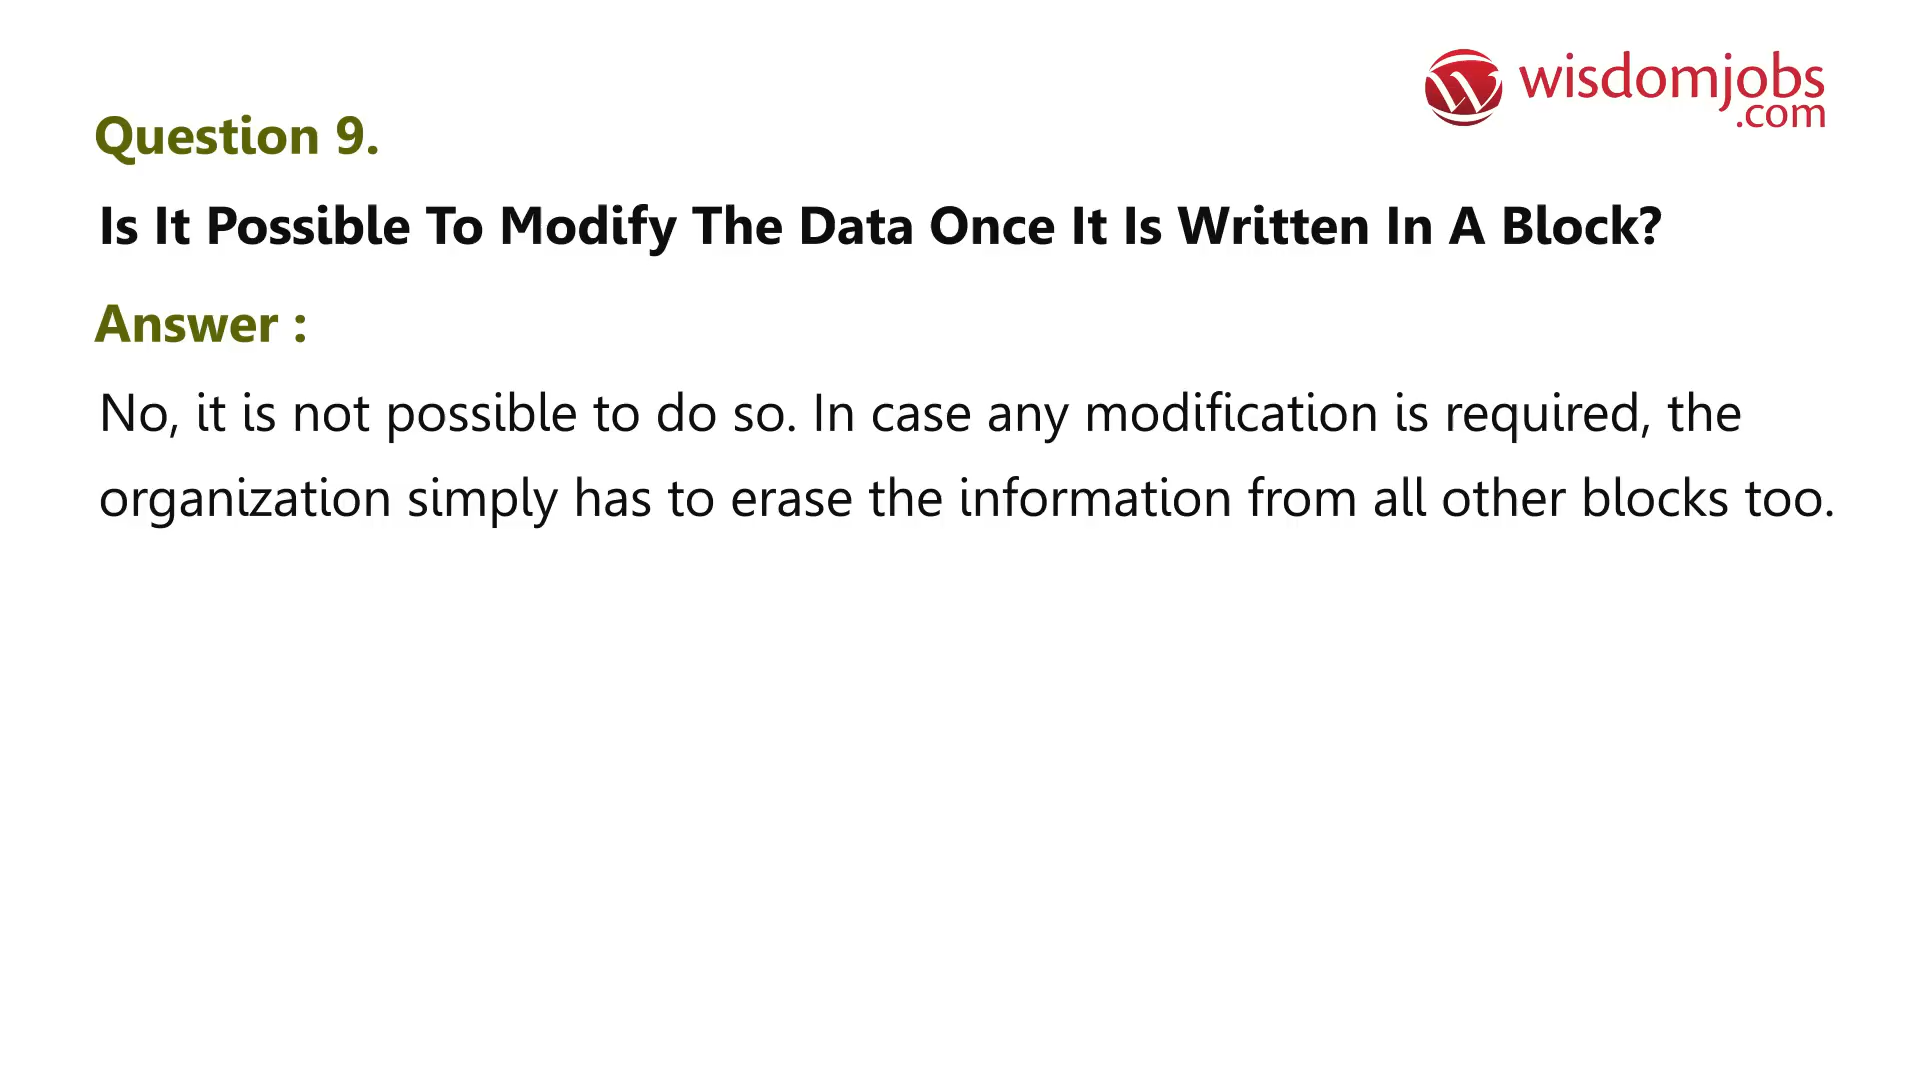 wisdomjobs
.com
Question 9.
Is It Possible To Modify The Data Once It Is Written In A Block?
Answer :
No, it is not possible to do so. In case any modification is required, the
organization simply has to erase the information from all other blocks too.